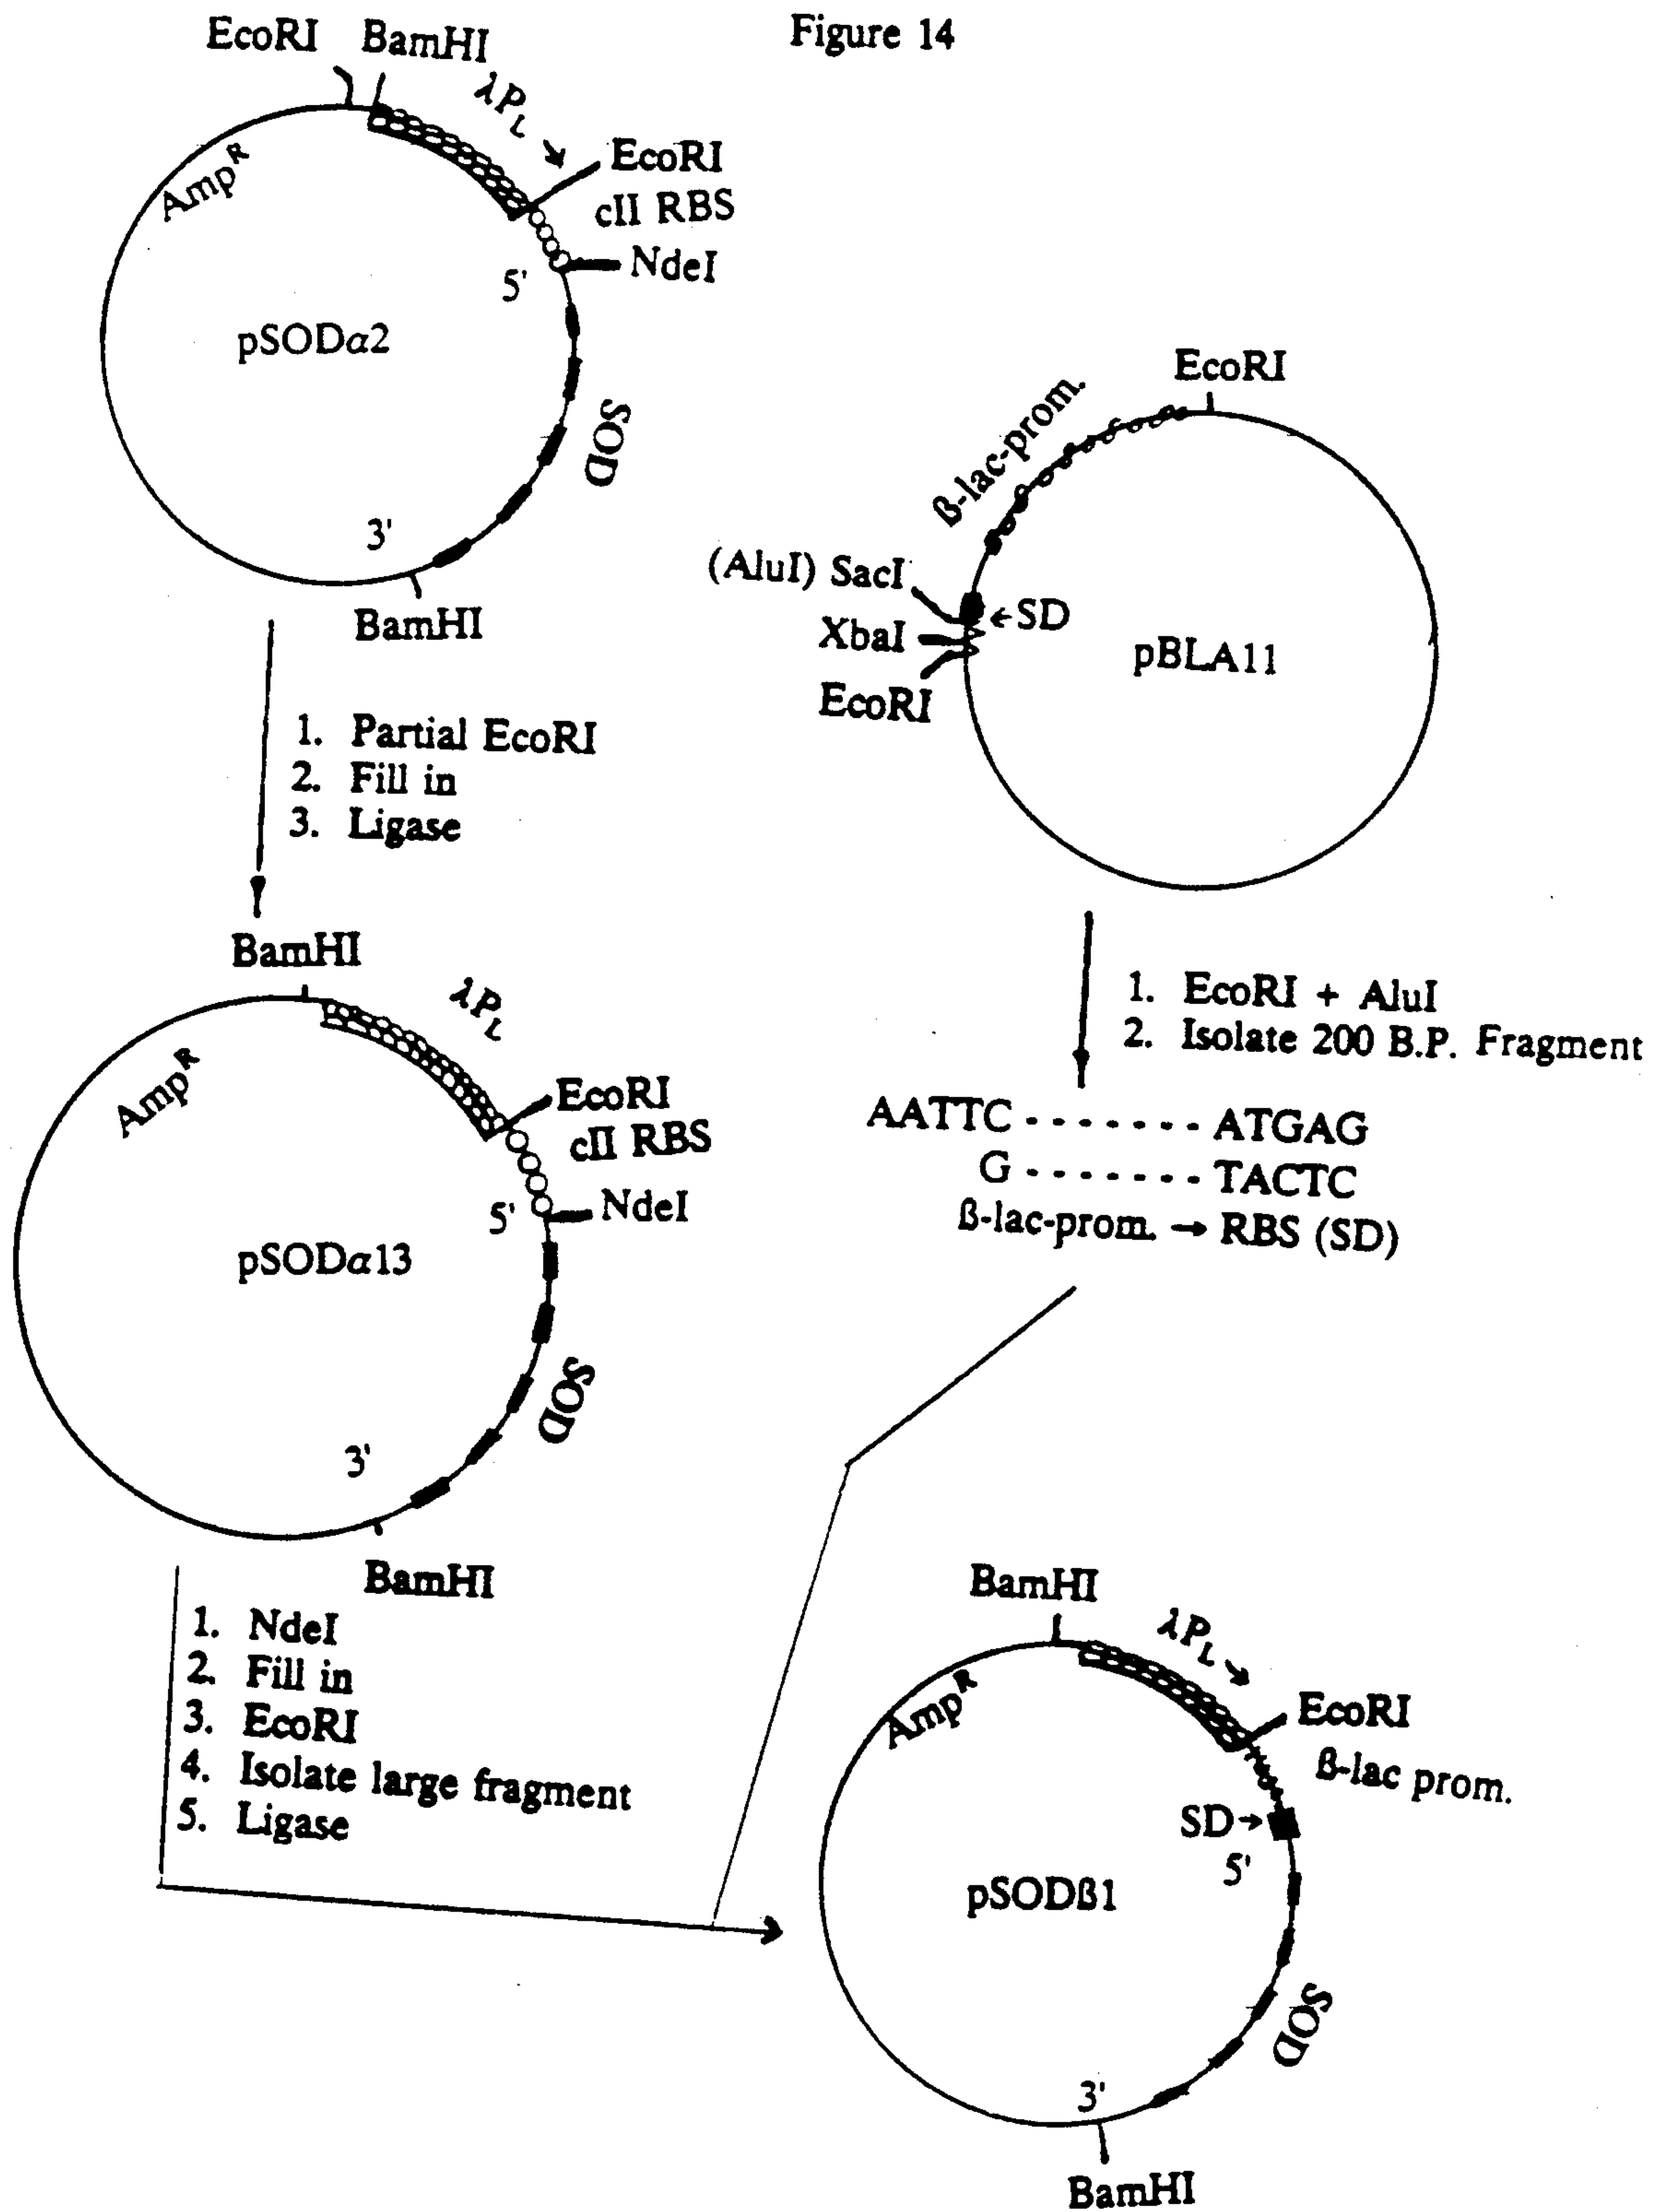 Figure 14
EcoRI BamHI
λPL
EcoRI
cII RBS
NdeI
AmpR
5'
pSODα2
SOD
3'
BamHI
1. Partial EcoRI
2. Fill in
3. Ligase
EcoRI
ß-lac-prom.
(AluI) SacI
←SD
XbaI
EcoRI
pBLA11
1. EcoRI + AluI
2. Isolate 200 B.P. Fragment
AATTC - - - - - - - ATGAG
G - - - - - - - TACTC
ß-lac-prom. → RBS (SD)
BamHI
λPL
AmpR
EcoRI
cII RBS
5'
NdeI
pSODα13
SOD
3'
BamHI
1. NdeI
2. Fill in
3. EcoRI
4. Isolate large fragment
5. Ligase
BamHI
λPL
AmpR
EcoRI
ß-lac prom.
SD→
5'
pSODß1
SOD
3'
BamHI